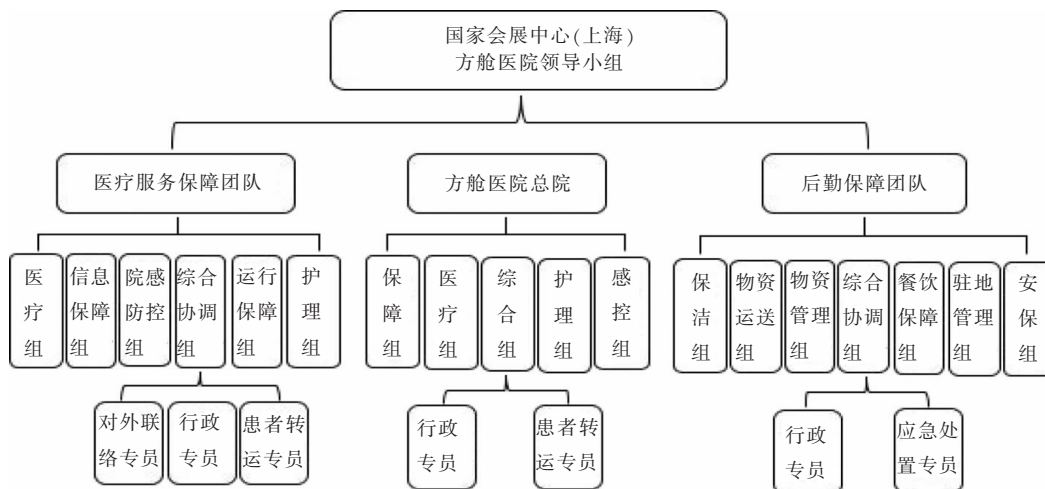 国家会展中心(上海)
方舱医院领导小组
医疗服务保障团队
方舱医院总院
后勤保障团队
医
疗
组
信息
保障
组
院感
防控
组
综合
协调
组
运行
保障
组
护
理
组
保
障
组
医
疗
组
综
合
组
护
理
组
感
控
组
保
洁
组
物资
运送
组
物资
管理
组
综合
协调
组
餐饮
保障
组
驻地
管理
组
安
保
组
对外联
络专员
行政
专员
患者转
运专员
行政
专员
患者转
运专员
行政
专员
应急处
置专员